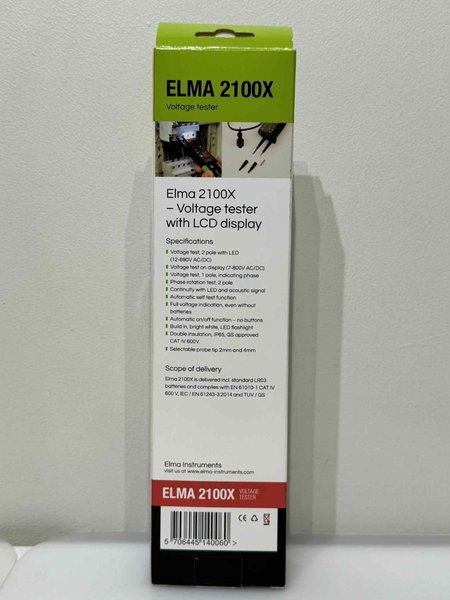 ELMA 2100X
Voltage tester
Elma 2100X
– Voltage tester
with LCD display
Specifications
Voltage test, 2 pole with LED
(12-690V AC/DC)
Voltage test on display (7-800V AC/DC)
Voltage test, 1 pole, indicating phase
Phase rotation test, 2 pole
Continuity with LED and acoustic signal
Automatic self test function
Full voltage indication, even without
batteries
Automatic on/off function – no buttons
Build in, bright white, LED flashlight
Double insulation, IP65, GS approved
CAT IV 600V.
Selectable probe tip 2mm and 4mm
Scope of delivery
Elma 2100X is delivered incl. standard LR03
batteries and complies with EN 61010-1 CAT IV
600 V, IEC / EN 61243-3:2014 and TUV / GS
Elma Instruments
visit us at www.elma-instruments.com
ELMA 2100X VOLTAGE
TESTER
CE
5 706445 140060 >